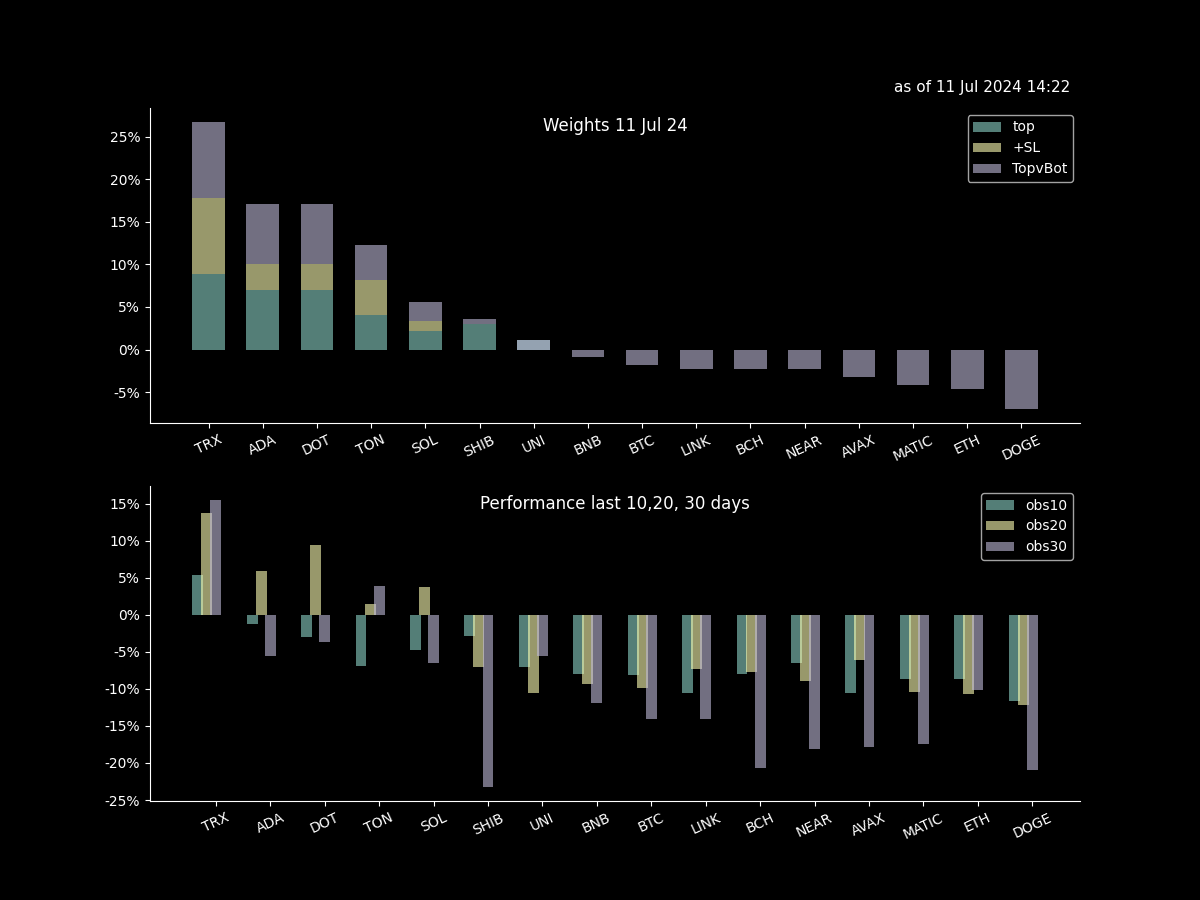 as of 11 Jul 2024 14:22
Weights 11 Jul 24
top
+SL
TopvBot
25%
20%
15%
10%
5%
0%
-5%
TRX ADA DOT TON SOL SHIB UNI BNB BTC LINK BCH NEAR AVAX MATIC ETH DOGE
Performance last 10,20, 30 days
obs10
obs20
obs30
15%
10%
5%
0%
-5%
-10%
-15%
-20%
-25%
TRX ADA DOT TON SOL SHIB UNI BNB BTC LINK BCH NEAR AVAX MATIC ETH DOGE